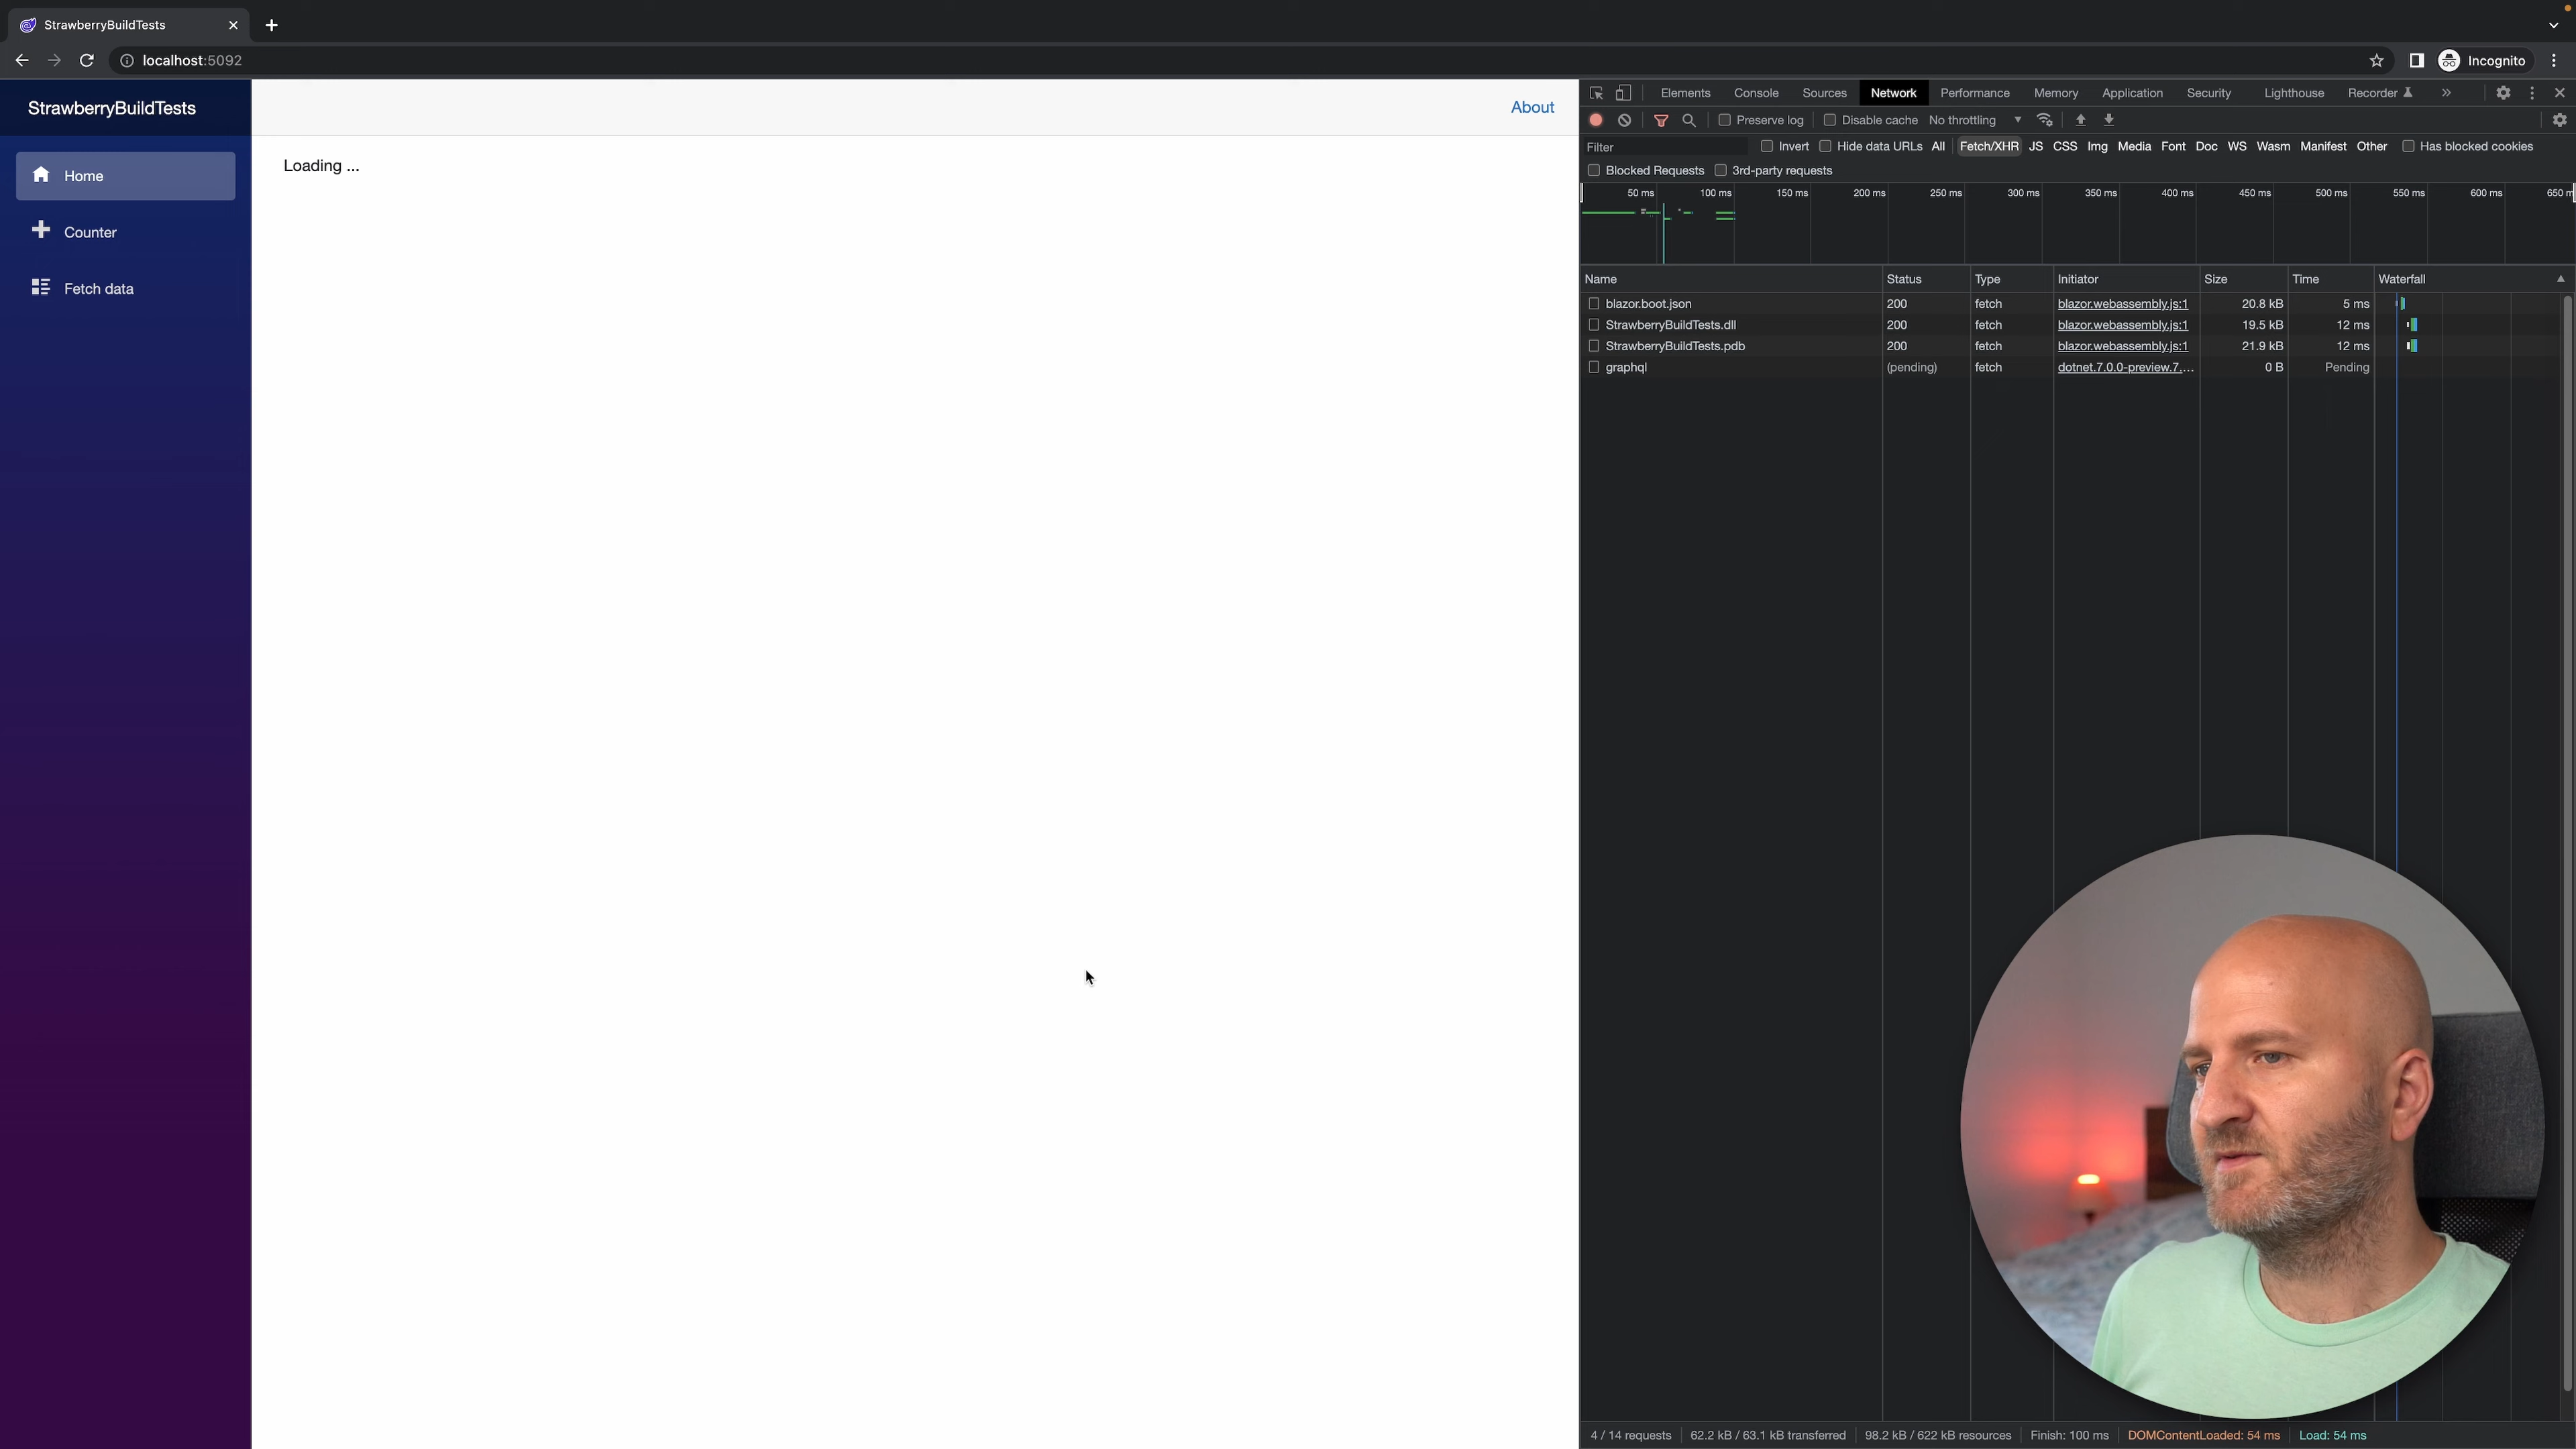 StrawberryBuildTests
localhost:5092
Incognito
StrawberryBuildTests
About
Home
Counter
Fetch data
Loading ...
Elements Console Sources Network Performance Memory Application Security Lighthouse Recorder
Preserve log Disable cache No throttling
Filter Invert Hide data URLs All Fetch/XHR JS CSS Img Media Font Doc WS Wasm Manifest Other Has blocked cookies
Blocked Requests 3rd-party requests
50 ms 100 ms 150 ms 200 ms 250 ms 300 ms 350 ms 400 ms 450 ms 500 ms 550 ms 600 ms 650 m
Name Status Type Initiator Size Time Waterfall
blazor.boot.json 200 fetch blazor.webassembly.js:1 20.8 kB 5 ms
StrawberryBuildTests.dll 200 fetch blazor.webassembly.js:1 19.5 kB 12 ms
StrawberryBuildTests.pdb 200 fetch blazor.webassembly.js:1 21.9 kB 12 ms
graphql (pending) fetch dotnet.7.0.0-preview.7.... 0 B Pending
4 / 14 requests 62.2 kB / 63.1 kB transferred 98.2 kB / 622 kB resources Finish: 100 ms DOMContentLoaded: 54 ms Load: 54 ms